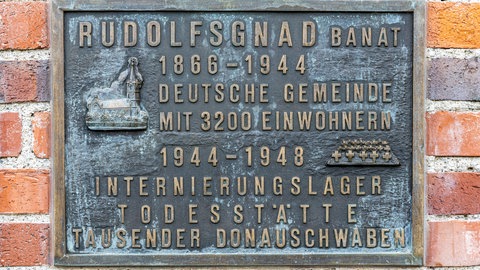 RUDOLFSGNAD BANAT
1866-1944
DEUTSCHE GEMEINDE
MIT 3200 EINWOHNERN
1944-1948
INTERNIERUNGSLAGER
TODESSTÄTTE
TAUSENDER DONAUSCHWABEN